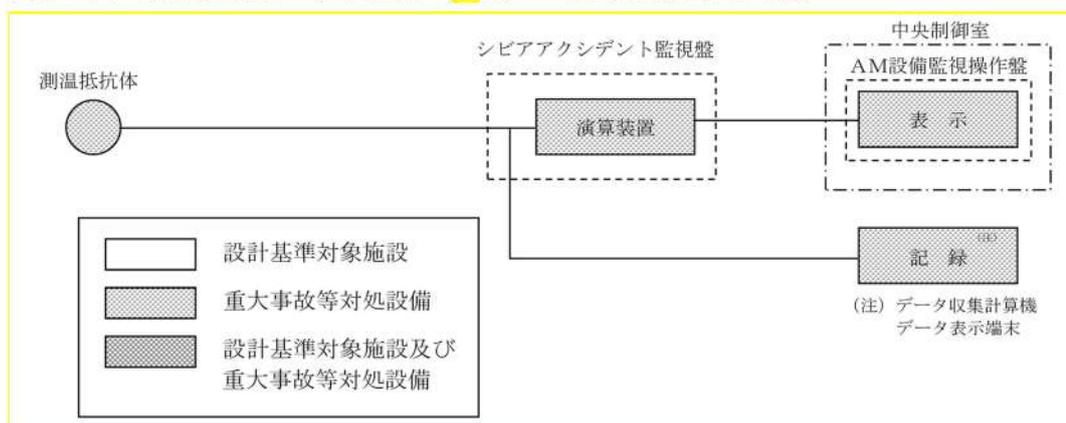 中央制御室
シビアアクシデント監視盤
AM設備監視操作盤
測温抵抗体
演算装置
表 示
設計基準対象施設
重大事故等対処設備
設計基準対象施設及び
重大事故等対処設備
(注)
記 録
(注) データ収集計算機
データ表示端末